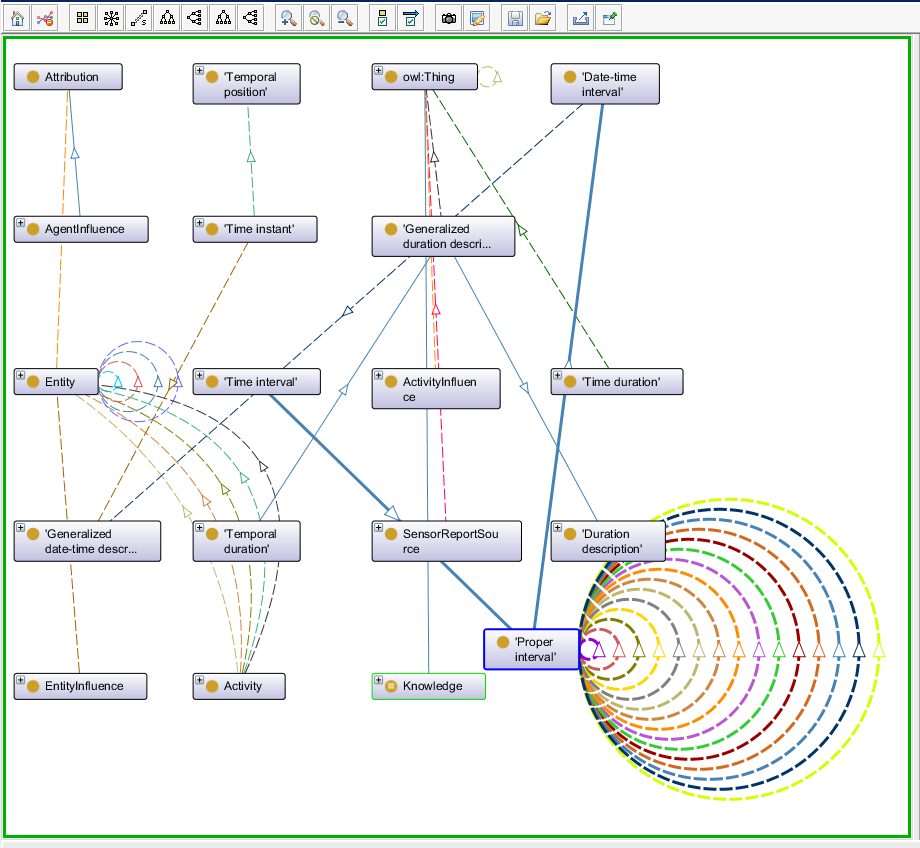 Attribution
'Temporal
position'
owl:Thing
'Date-time
interval'
AgentInfluence
'Time instant'
'Generalized
duration descri...
Entity
'Time interval'
ActivityInfluen
ce
'Time duration'
'Generalized
date-time descr...
'Temporal
duration'
SensorReportSou
rce
'Duration
description'
'Proper
interval'
EntityInfluence
Activity
Knowledge